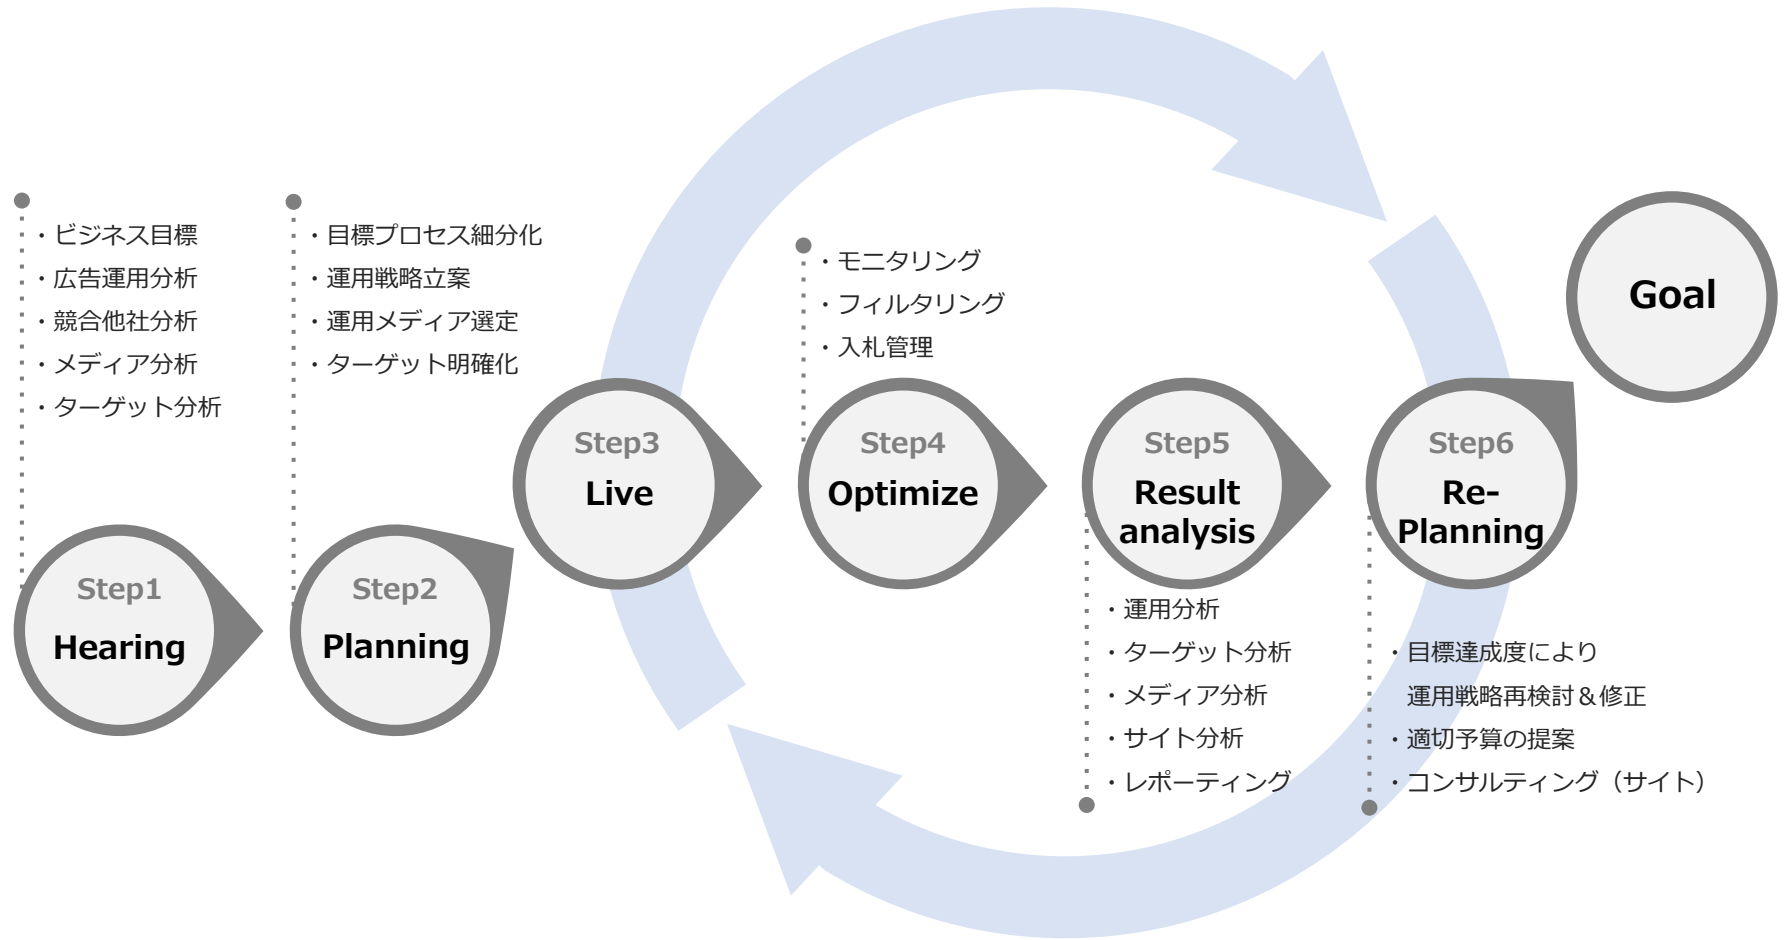 ・ビジネス目標
・広告運用分析
・競合他社分析
・メディア分析
・ターゲット分析
Step1
Hearing
・目標プロセス細分化
・運用戦略立案
・運用メディア選定
・ターゲット明確化
Step2
Planning
Step3
Live
・モニタリング
・フィルタリング
・入札管理
Step4
Optimize
Step5
Result
analysis
・運用分析
・ターゲット分析
・メディア分析
・サイト分析
・レポーティング
Step6
Re-
Planning
・目標達成度により
運用戦略再検討＆修正
・適切予算の提案
・コンサルティング（サイト）
Goal